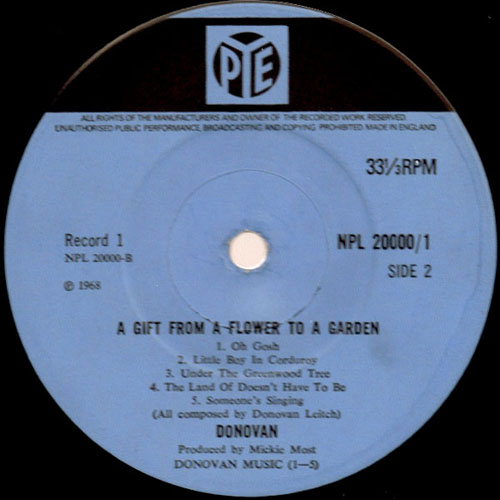 PYE
ALL RIGHTS OF THE MANUFACTURERS AND OWNER OF THE RECORDED WORK RESERVED.
UNAUTHORISED PUBLIC PERFORMANCE, BROADCASTING AND COPYING PROHIBITED. MADE IN ENGLAND
33⅓RPM
Record 1
NPL 20000-B
℗ 1968
NPL 20000/1
SIDE 2
A GIFT FROM A FLOWER TO A GARDEN
1. Oh Gosh
2. Little Boy In Corduroy
3. Under The Greenwood Tree
4. The Land Of Doesn't Have To Be
5. Someone's Singing
(All composed by Donovan Leitch)
DONOVAN
Produced by Mickie Most
DONOVAN MUSIC (1—5)